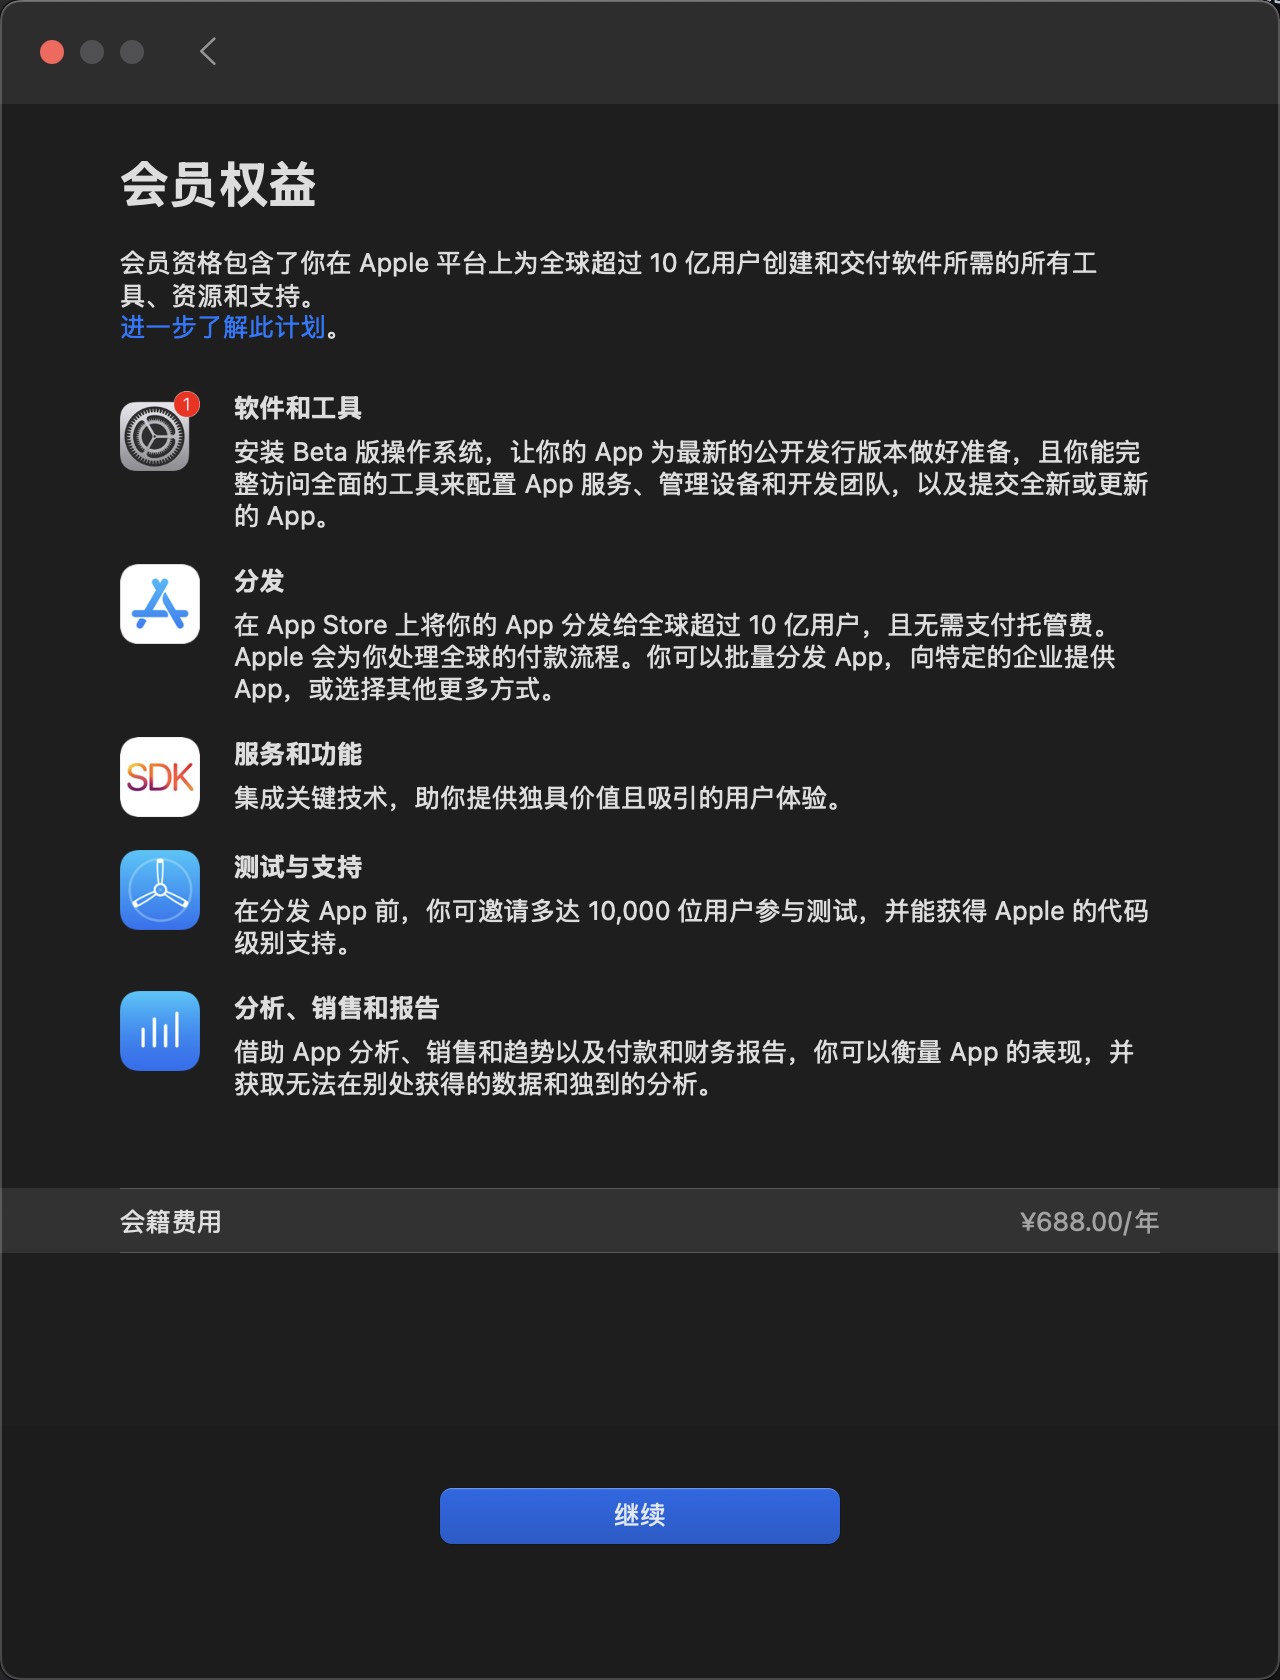 会员权益
会员资格包含了你在 Apple 平台上为全球超过 10 亿用户创建和交付软件所需的所有工
具、资源和支持。
进一步了解此计划。
1
软件和工具
安装 Beta 版操作系统，让你的 App 为最新的公开发行版本做好准备，且你能完
整访问全面的工具来配置 App 服务、管理设备和开发团队，以及提交全新或更新
的 App。
分发
在 App Store 上将你的 App 分发给全球超过 10 亿用户，且无需支付托管费。
Apple 会为你处理全球的付款流程。你可以批量分发 App，向特定的企业提供
App，或选择其他更多方式。
SDK
服务和功能
集成关键技术，助你提供独具价值且吸引的用户体验。
测试与支持
在分发 App 前，你可邀请多达 10,000 位用户参与测试，并能获得 Apple 的代码
级别支持。
分析、销售和报告
借助 App 分析、销售和趋势以及付款和财务报告，你可以衡量 App 的表现，并
获取无法在别处获得的数据和独到的分析。
会籍费用 ¥688.00/年
继续